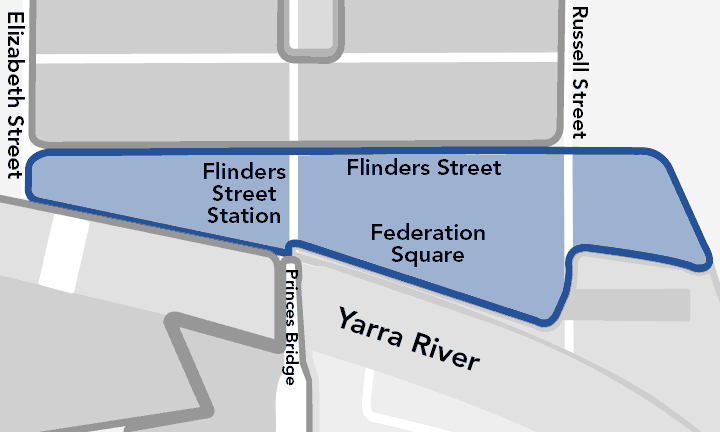 Elizabeth Street
Russell Street
Flinders
Street
Station
Flinders Street
Federation
Square
Princes Bridge
Yarra River